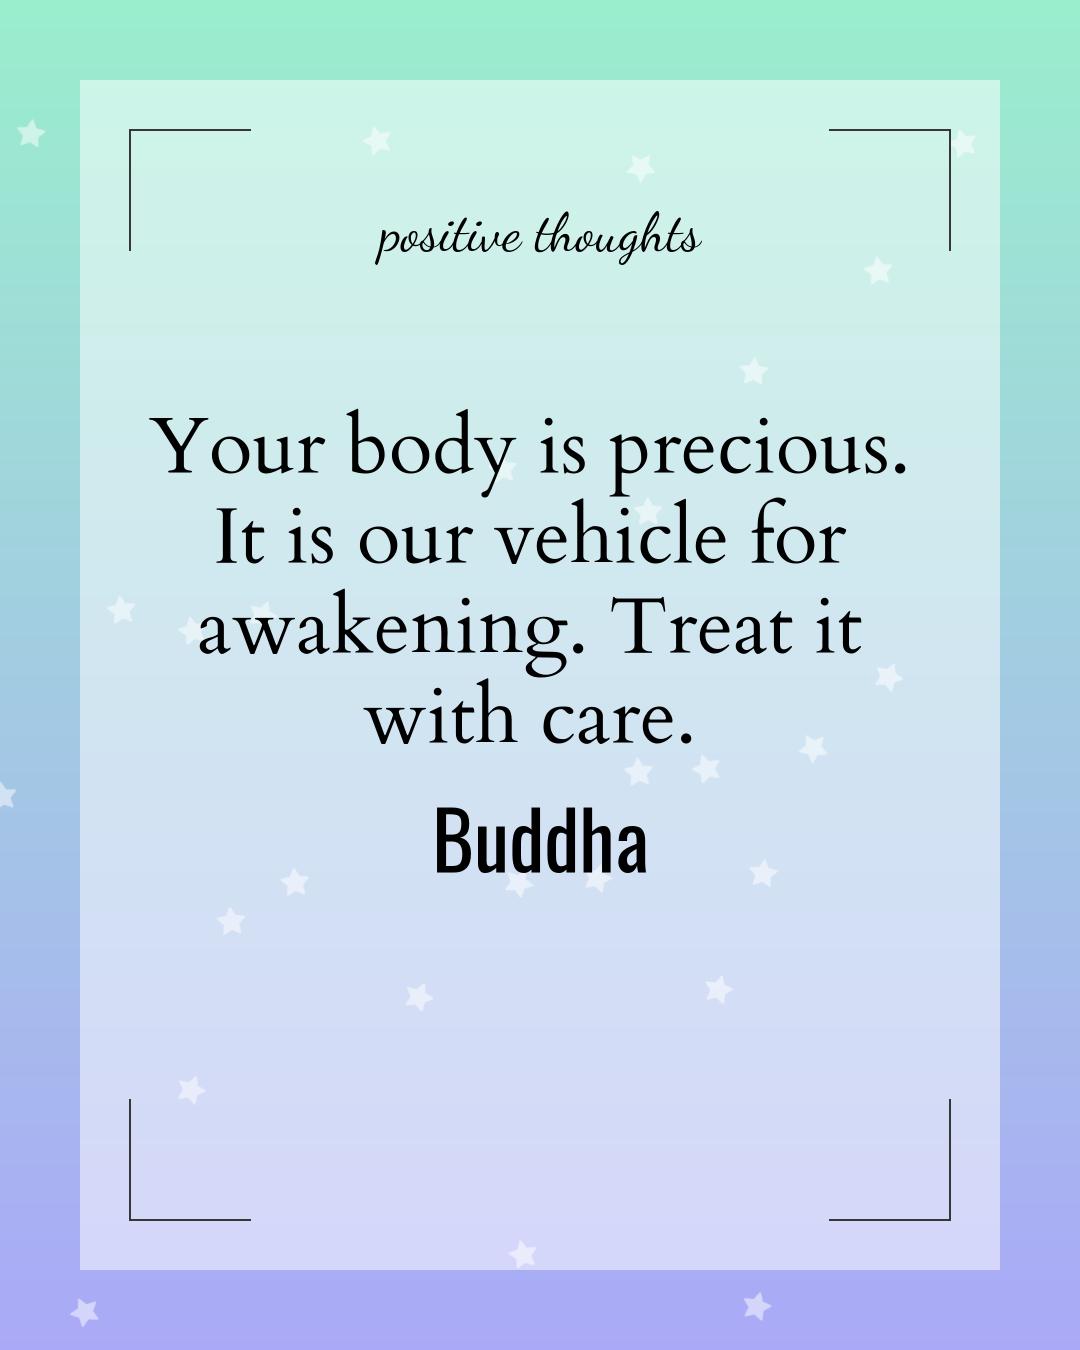 positive thoughts
Your body is precious.
It is our vehicle for
awakening. Treat it
with care.
Buddha